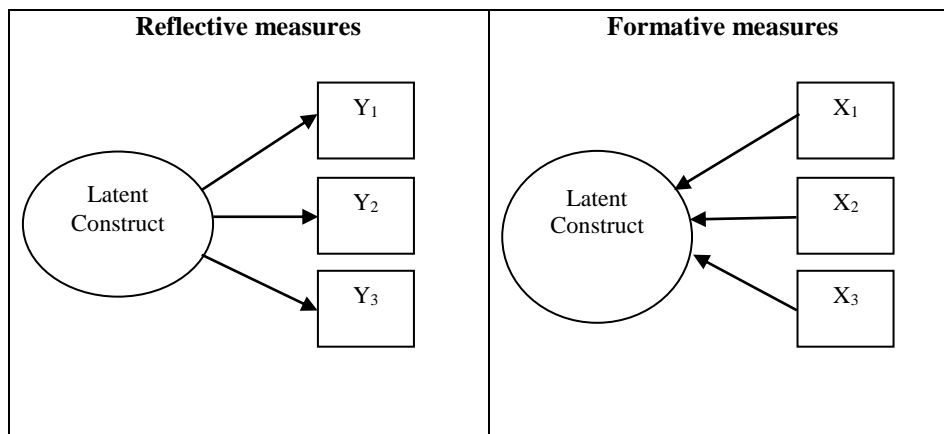 Reflective measures
Latent
Construct
Y1
Y2
Y3
Formative measures
Latent
Construct
X1
X2
X3